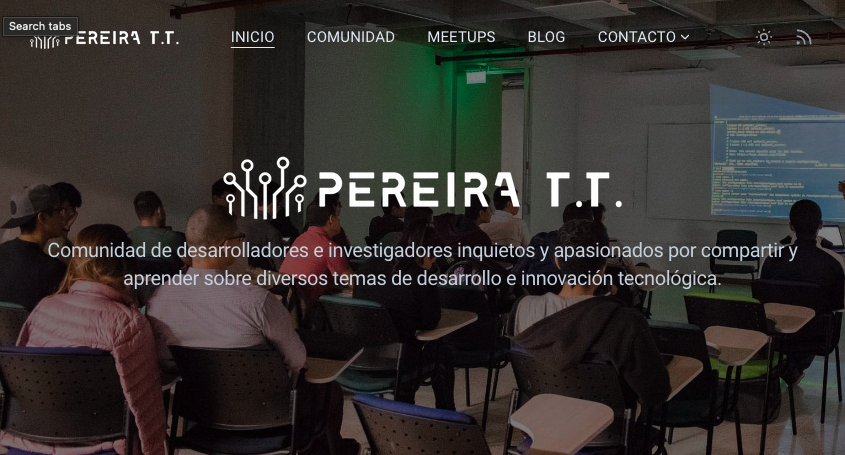 Search tabs
PEREIRA T.T.
INICIO
COMUNIDAD
MEETUPS
BLOG
CONTACTO
PEREIRA T.T.
Comunidad de desarrolladores e investigadores inquietos y apasionados por compartir y
aprender sobre diversos temas de desarrollo e innovación tecnológica.